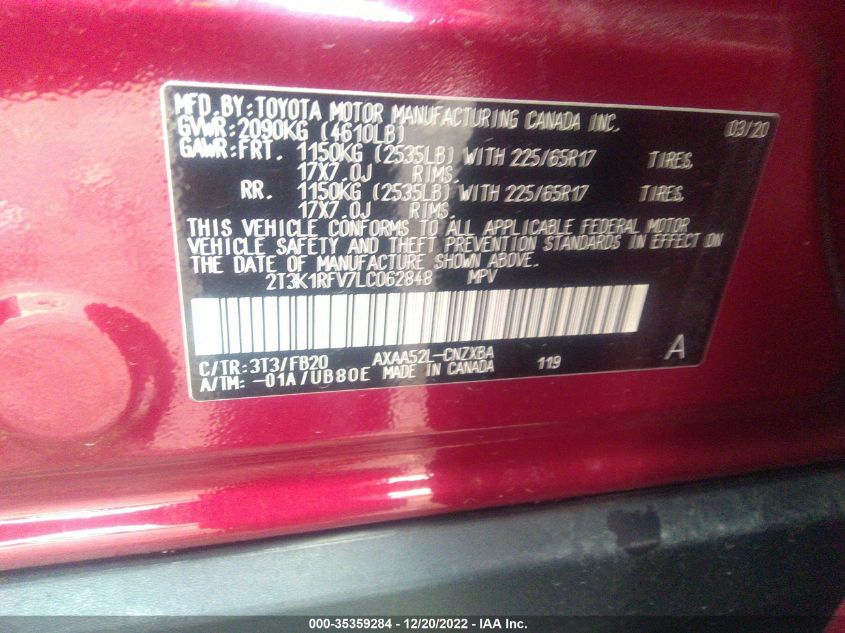 MFD. BY: TOYOTA MOTOR MANUFACTURING CANADA INC. 03/20
GVWR: 2090KG (4610LB)
GAWR: FRT. 1150KG (2535LB) WITH 225/65R17 TIRES,
17X7.0J RIMS,
RR. 1150KG (2535LB) WITH 225/65R17 TIRES,
17X7.0J RIMS,
THIS VEHICLE CONFORMS TO ALL APPLICABLE FEDERAL MOTOR
VEHICLE SAFETY AND THEFT PREVENTION STANDARDS IN EFFECT ON
THE DATE OF MANUFACTURE SHOWN ABOVE.
2T3K1RFV7LC062848 MPV
C/TR: 3T3/FB20 AXAA52L-CNZXBA A
A/TM: -01A/UB80E MADE IN CANADA 119
000-35359284 - 12/20/2022 - IAA Inc.